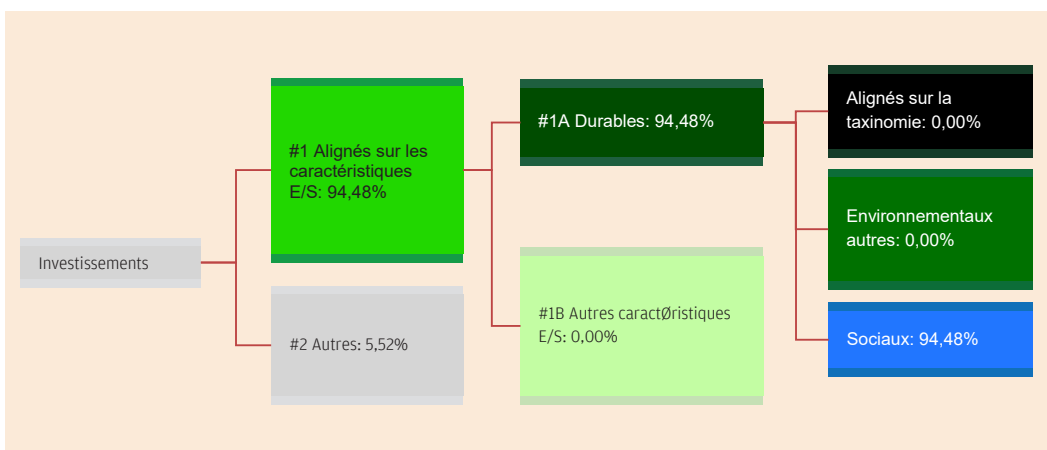 Investissements
#1 Alignés sur les
caractéristiques
E/S: 94,48%
#2 Autres: 5,52%
#1A Durables: 94,48%
#1B Autres caractØristiques
E/S: 0,00%
Alignés sur la
taxinomie: 0,00%
Environnementaux
autres: 0,00%
Sociaux: 94,48%